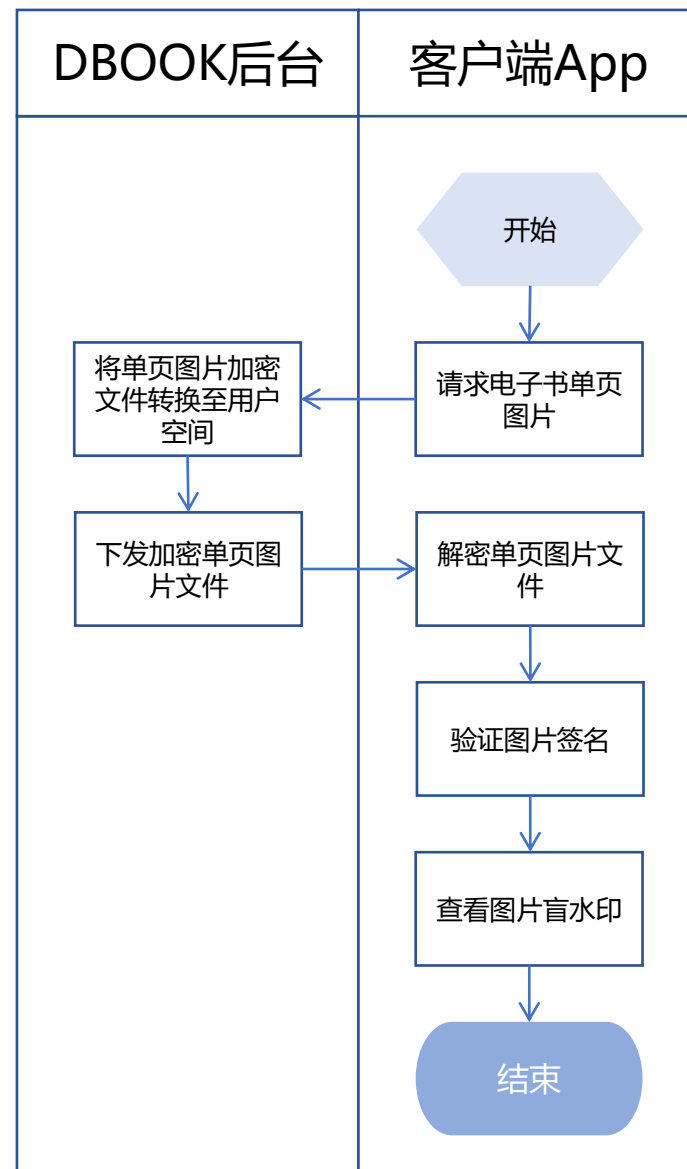 DBOOK后台
客户端App
开始
请求电子书单页
图片
将单页图片加密
文件转换至用户
空间
下发加密单页图
片文件
解密单页图片文
件
验证图片签名
查看图片盲水印
结束